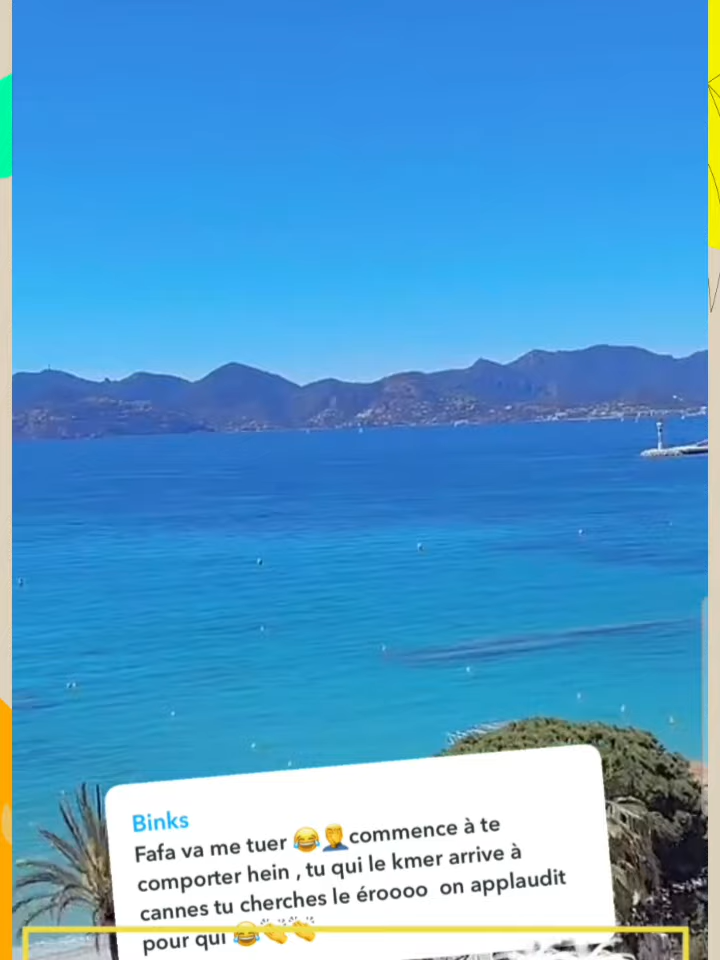 Binks
Fafa va me tuer 😂🤦commence à te
comporter hein , tu qui le kmer arrive à
cannes tu cherches le éroooo on applaudit
pour qui 😂👏👏